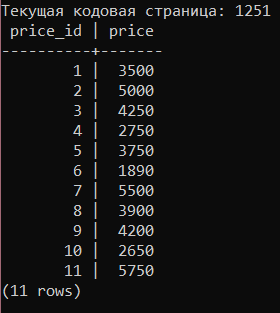 Текущая кодовая страница: 1251
price_id | price
----------+-------
1 | 3500
2 | 5000
3 | 4250
4 | 2750
5 | 3750
6 | 1890
7 | 5500
8 | 3900
9 | 4200
10 | 2650
11 | 5750
(11 rows)